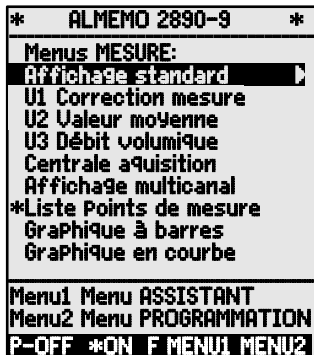 * ALMEMO 2890-9 *
Menus MESURE:
Affichage standard
U1 Correction mesure
U2 Valeur moyenne
U3 Débit volumique
Centrale aquisition
Affichage multicanal
*Liste Points de mesure
GraPhique à barres
GraPhique en courbe
Menu1 Menu ASSISTANT
Menu2 Menu PROGRAMMATION
P-OFF *ON F MENU1 MENU2